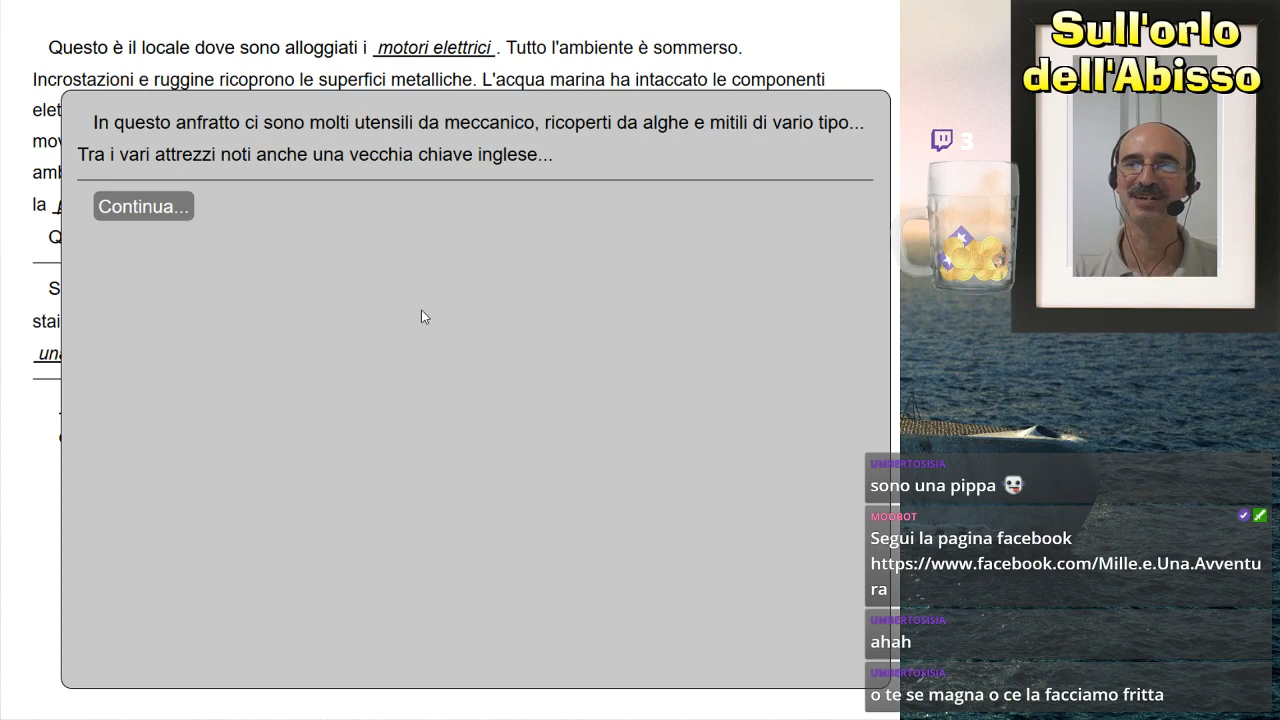 Questo è il locale dove sono alloggiati i motori elettrici. Tutto l'ambiente è sommerso.
Incrostazioni e ruggine ricoprono le superfici metalliche. L'acqua marina ha intaccato le componenti
In questo anfratto ci sono molti utensili da meccanico, ricoperti da alghe e mitili di vario tipo...
Tra i vari attrezzi noti anche una vecchia chiave inglese...
Continua...
la
Sull'orlo
dell'Abisso
3
UMBERTOSISIA
sono una pippa
MOOBOT
Segui la pagina facebook
https://www.facebook.com/Mille.e.Una.Avventu
ra
UMBERTOSISIA
ahah
UMBERTOSISIA
o te se magna o ce la facciamo fritta